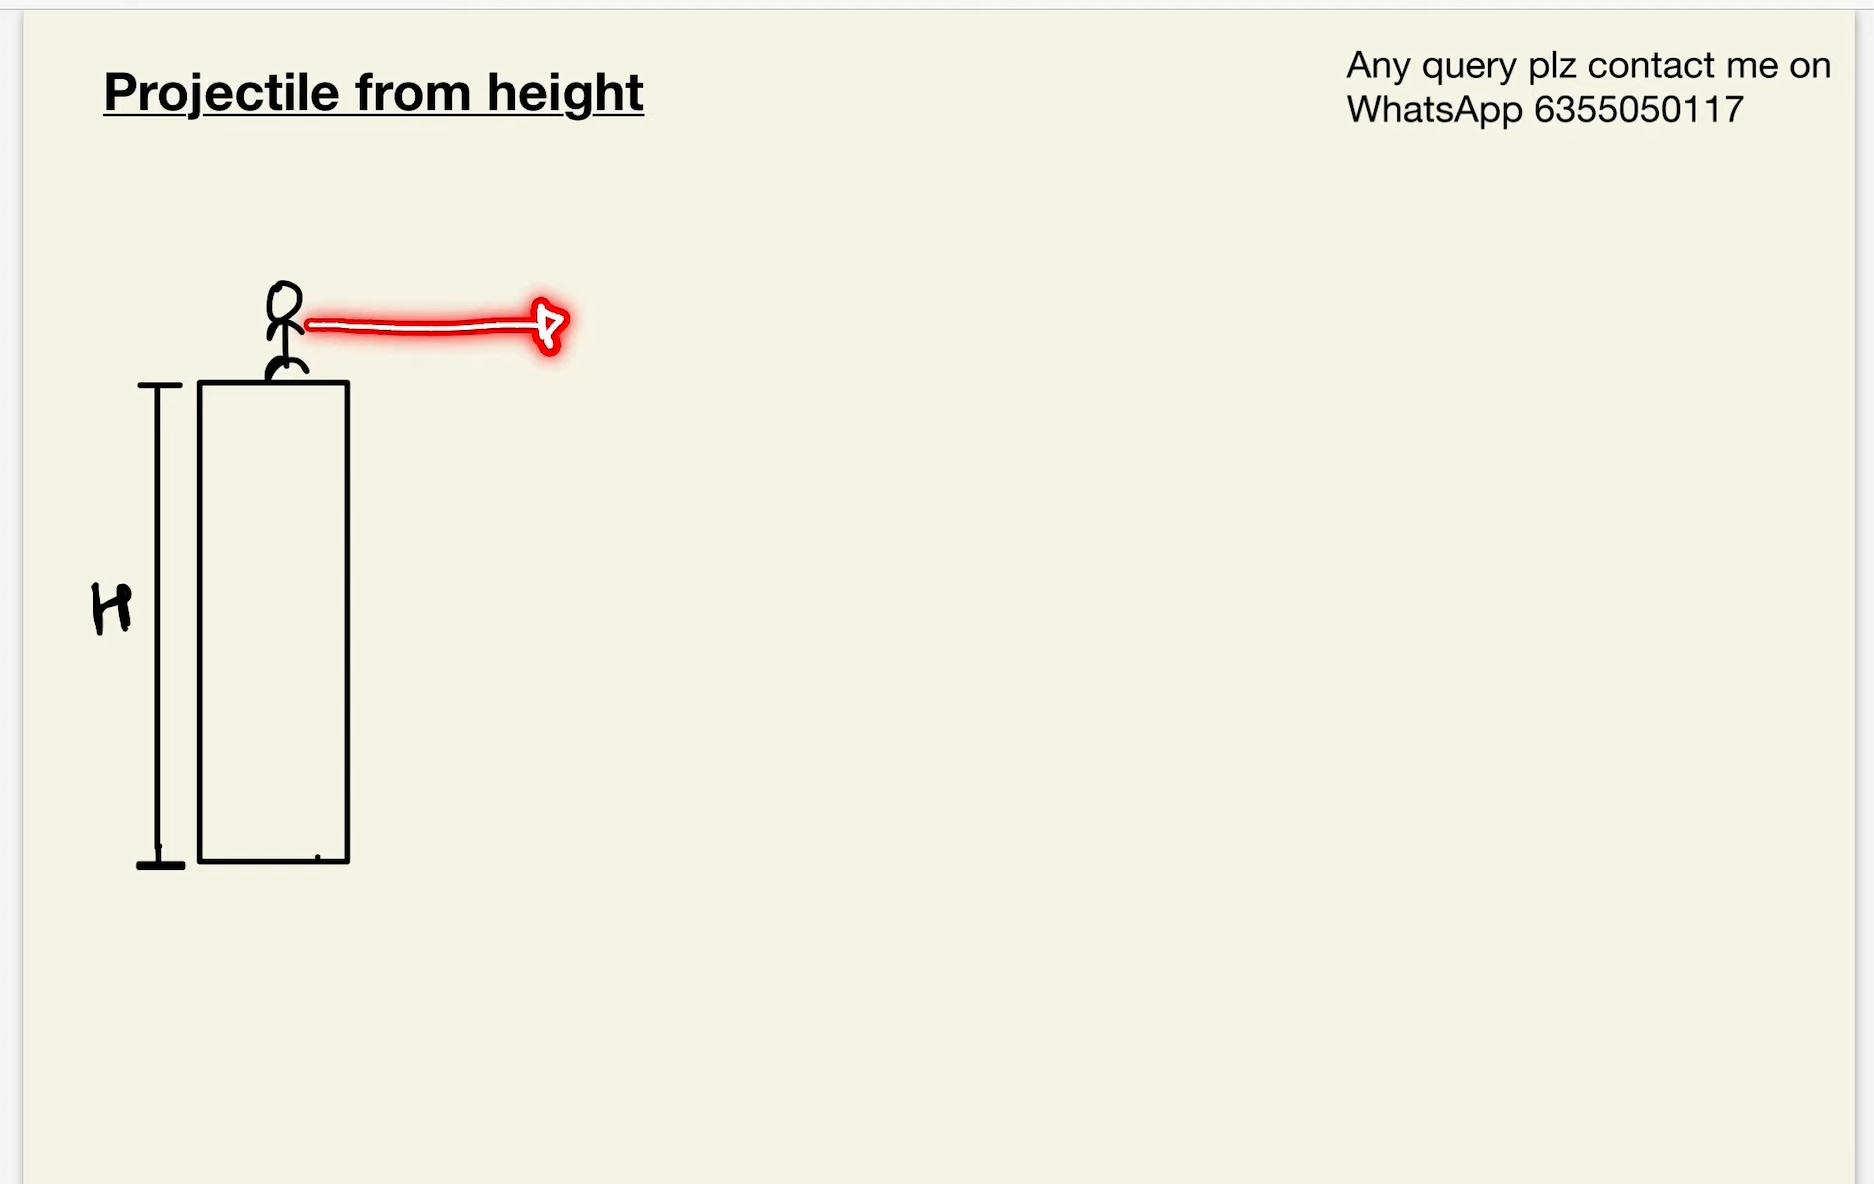 Projectile from height
Any query plz contact me on
WhatsApp 6355050117
H